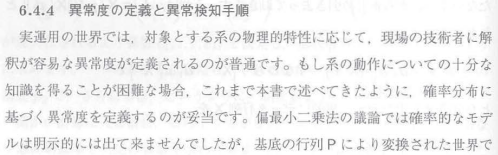 6.4.4 異常度の定義と異常検知手順
実運用の世界では，対象とする系の物理的特性に応じて，現場の技術者に解
釈が容易な異常度が定義されるのが普通です。もし系の動作についての十分な
知識を得ることが困難な場合，これまで本書で述べてきたように，確率分布に
基づく異常度を定義するのが妥当です。偏最小二乗法の議論では確率的なモデ
ルは明示的には出て来ませんでしたが，基底の行列 P により変換された世界で